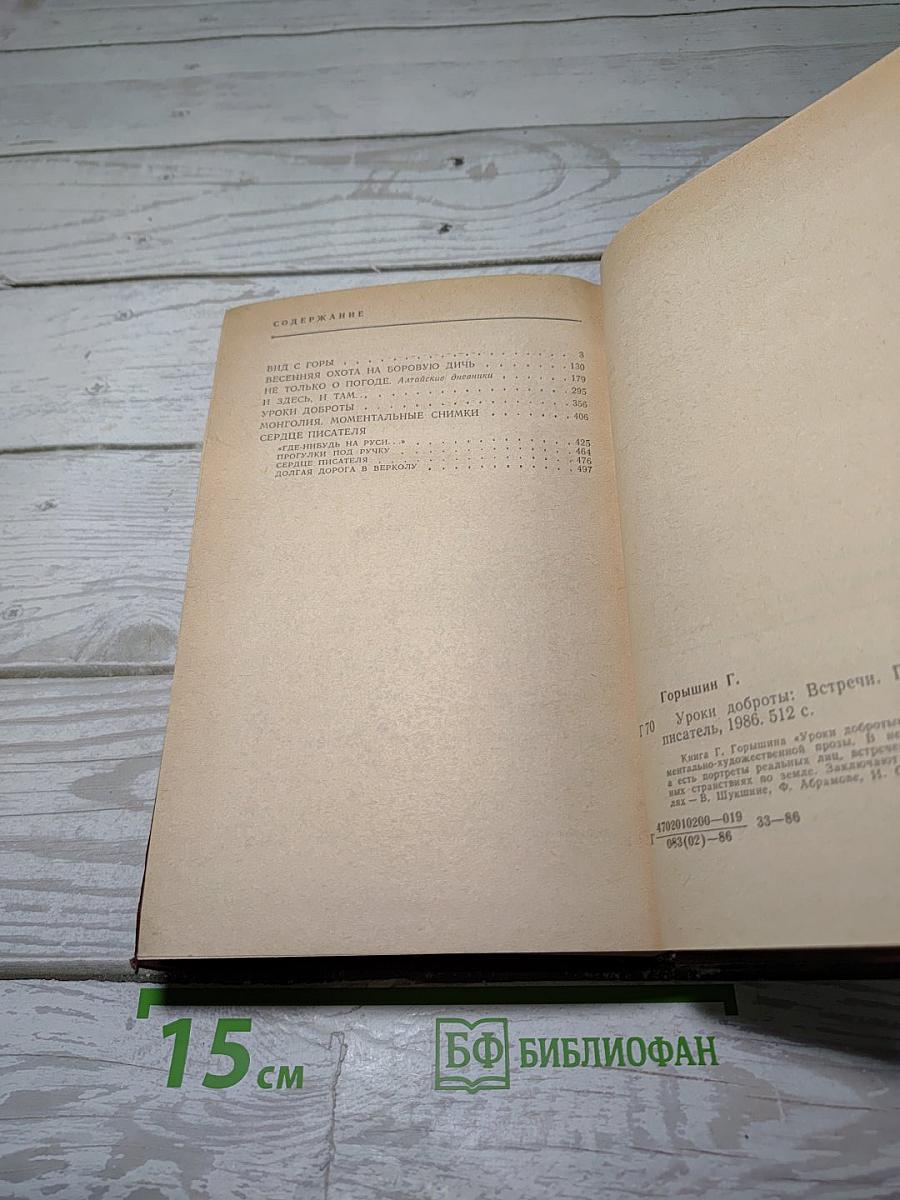 СОДЕРЖАНИЕ
ВИД С ГОРЫ . . . . . . . . . . . . . . . . 3
ВЕСЕННЯЯ ОХОТА НА БОРОВУЮ ДИЧЬ . . . . . . 130
НЕ ТОЛЬКО О ПОГОДЕ. Алтайские дневники . . . . . 179
И ЗДЕСЬ, И ТАМ... . . . . . . . . . . . . . 295
УРОКИ ДОБРОТЫ . . . . . . . . . . . . . . 356
МОНГОЛИЯ. МОМЕНТАЛЬНЫЕ СНИМКИ . . . . . . 406
СЕРДЦЕ ПИСАТЕЛЯ
«ГДЕ-НИБУДЬ НА РУСИ...» . . . . . . . . . . . 425
ПРОГУЛКИ ПОД РУЧКУ . . . . . . . . . . . . 464
СЕРДЦЕ ПИСАТЕЛЯ . . . . . . . . . . . . . 476
ДОЛГАЯ ДОРОГА В ВЕРКОЛУ . . . . . . . . . . 497
Горышин Г.
Г70 Уроки доброты: Встречи.
писатель, 1986. 512 с.
Книга Г. Горышина «Уроки доброты
ментально-художественной прозы. В
а есть портреты реальных лиц,
ных странствиях по земле. Заключают
дях — В. Шукшине, Ф. Абрамове, И.
Г 4702010200—019
083(02)—86 33—86
15 см
БФ БИБЛИОФАН